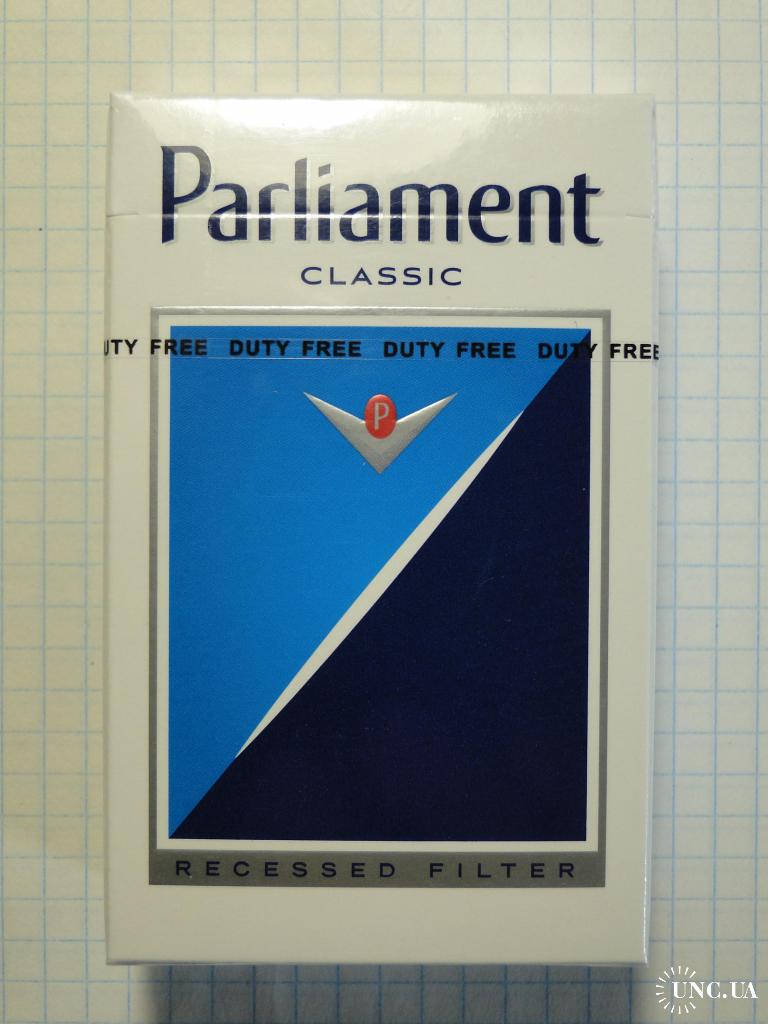 Parliament
CLASSIC
UTY FREE DUTY FREE DUTY FREE DUTY FREE
P
RECESSED FILTER
UNC.UA